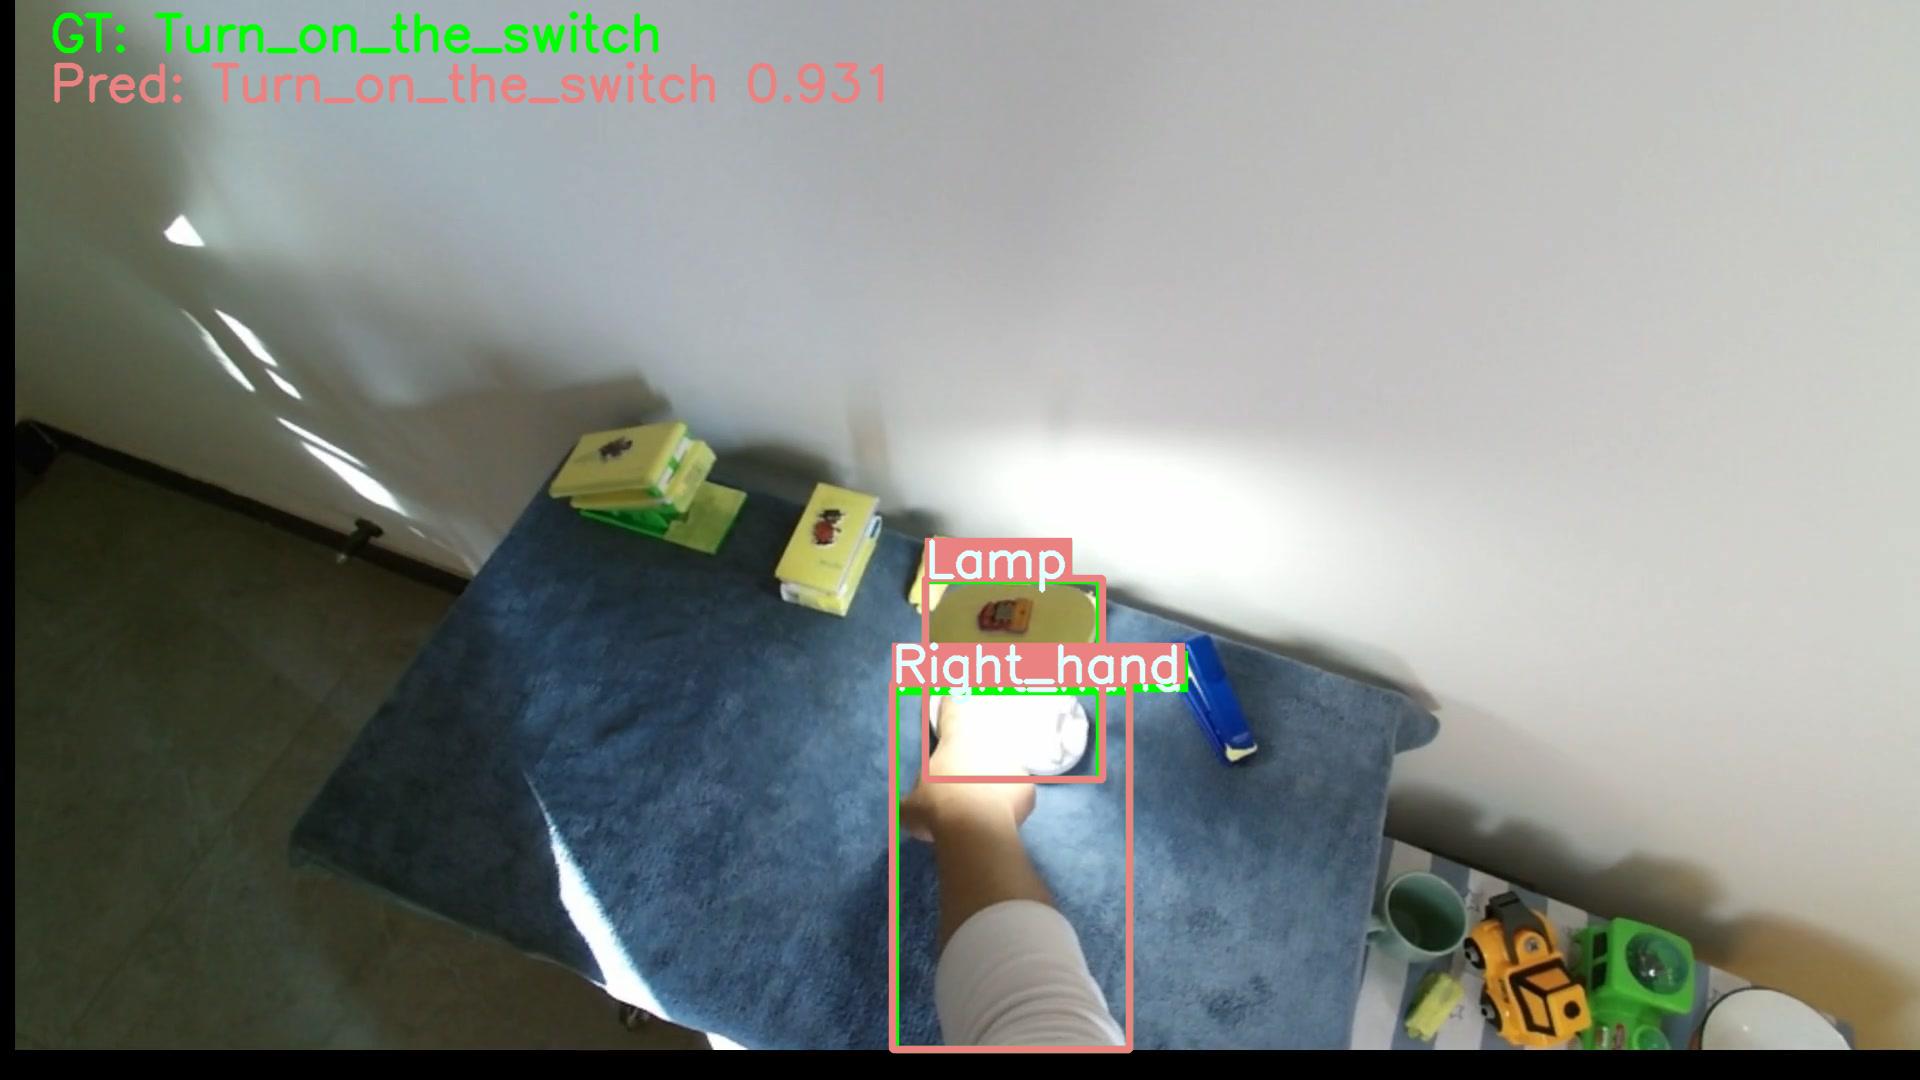 GT: Turn_on_the_switch
Pred: Turn_on_the_switch 0.931
Lamp
Right_hand